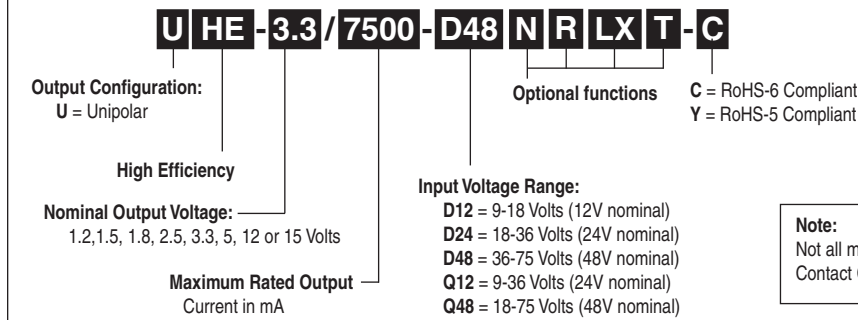 U HE - 3.3 / 7500 - D48 N R LX T - C
Output Configuration:
U = Unipolar
High Efficiency
Nominal Output Voltage:
1.2,1.5, 1.8, 2.5, 3.3, 5, 12 or 15 Volts
Maximum Rated Output
Current in mA
Input Voltage Range:
D12 = 9-18 Volts (12V nominal)
D24 = 18-36 Volts (24V nominal)
D48 = 36-75 Volts (48V nominal)
Q12 = 9-36 Volts (24V nominal)
Q48 = 18-75 Volts (48V nominal)
Optional functions
C = RoHS-6 Compliant
Y = RoHS-5 Compliant
Note:
Not all
Contact